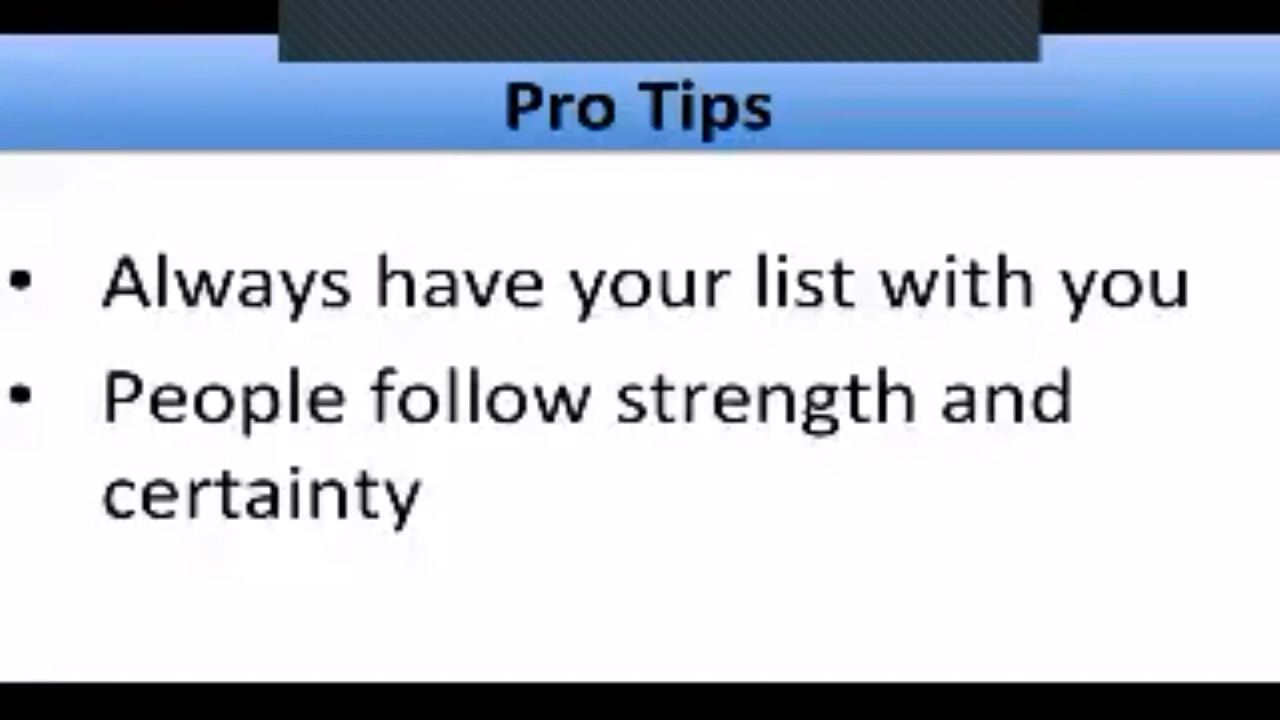 Pro Tips
• Always have your list with you
• People follow strength and
certainty